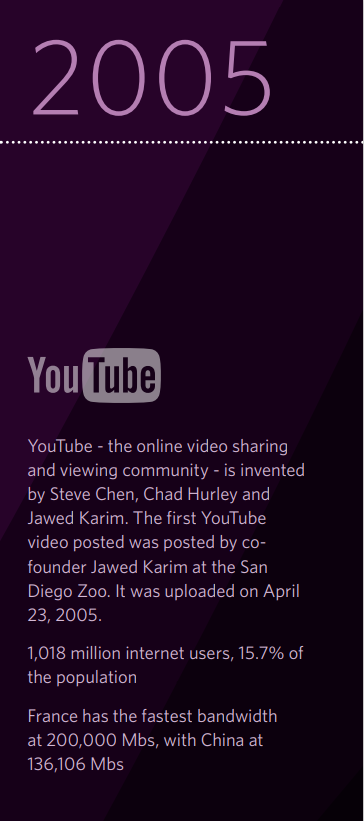 2005
YouTube
YouTube - the online video sharing
and viewing community - is invented
by Steve Chen, Chad Hurley and
Jawed Karim. The first YouTube
video posted was posted by co-
founder Jawed Karim at the San
Diego Zoo. It was uploaded on April
23, 2005.
1,018 million internet users, 15.7% of
the population
France has the fastest bandwidth
at 200,000 Mbs, with China at
136,106 Mbs